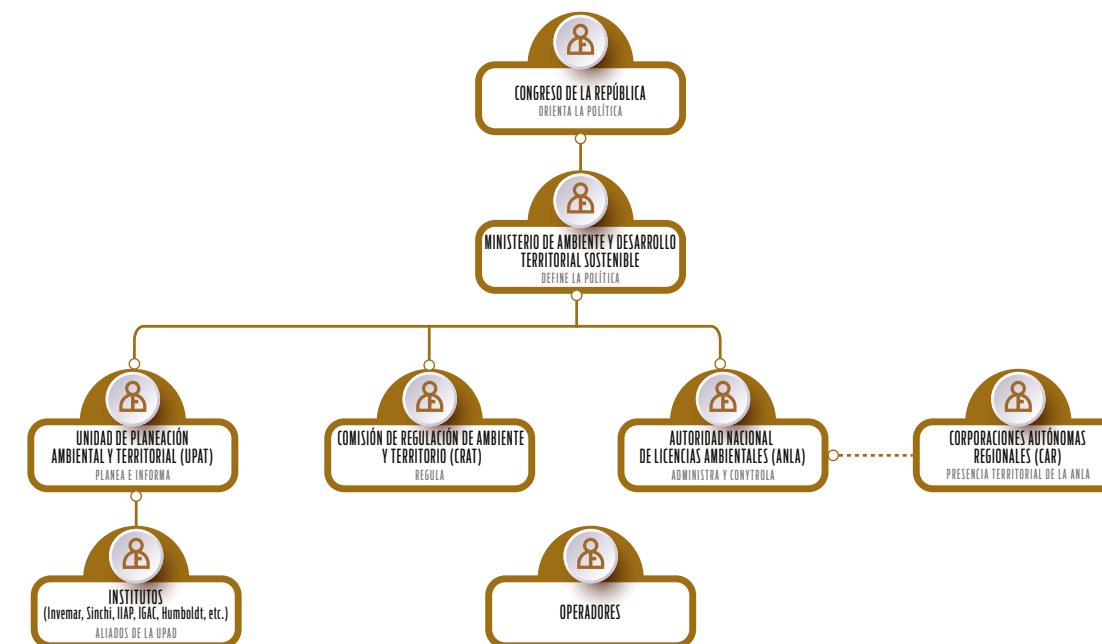 CONGRESO DE LA REPÚBLICA
ORIENTA LA POLÍTICA
MINISTERIO DE AMBIENTE Y DESARROLLO
TERRITORIAL SOSTENIBLE
DEFINE LA POLÍTICA
UNIDAD DE PLANEACIÓN
AMBIENTAL Y TERRITORIAL (UPAT)
PLANEA E INFORMA
COMISIÓN DE REGULACIÓN DE AMBIENTE
Y TERRITORIO (CRAT)
REGULA
AUTORIDAD NACIONAL
DE LICENCIAS AMBIENTALES (ANLA)
ADMINISTRA Y CONYTROLA
CORPORACIONES AUTÓNOMAS
REGIONALES (CAR)
PRESENCIA TERRITORIAL DE LA ANLA
INSTITUTOS
(Invemar, Sinchi, IIAP, IGAC, Humboldt, etc.)
ALIADOS DE LA UPAD
OPERADORES